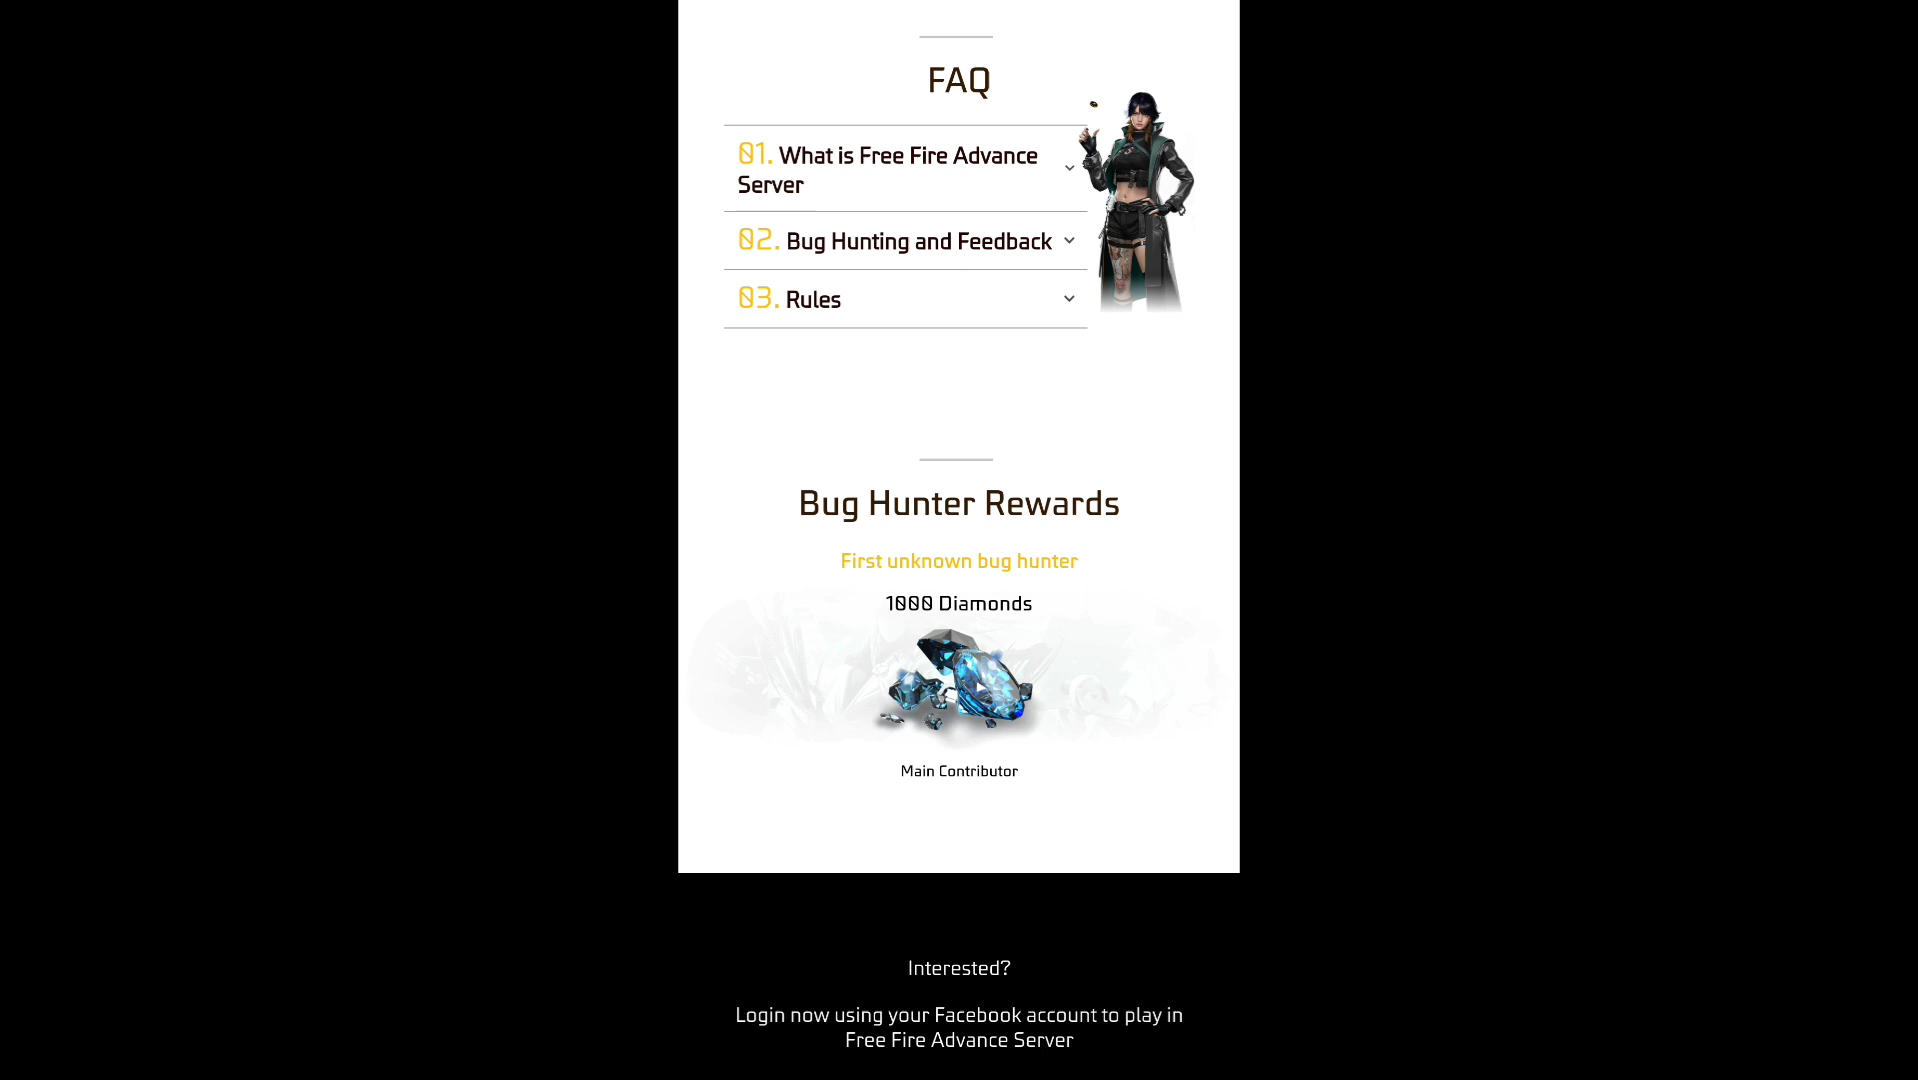 FAQ
01. What is Free Fire Advance
Server
02. Bug Hunting and Feedback
03. Rules
Bug Hunter Rewards
First unknown bug hunter
1000 Diamonds
Main Contributor
Interested?
Login now using your Facebook account to play in
Free Fire Advance Server